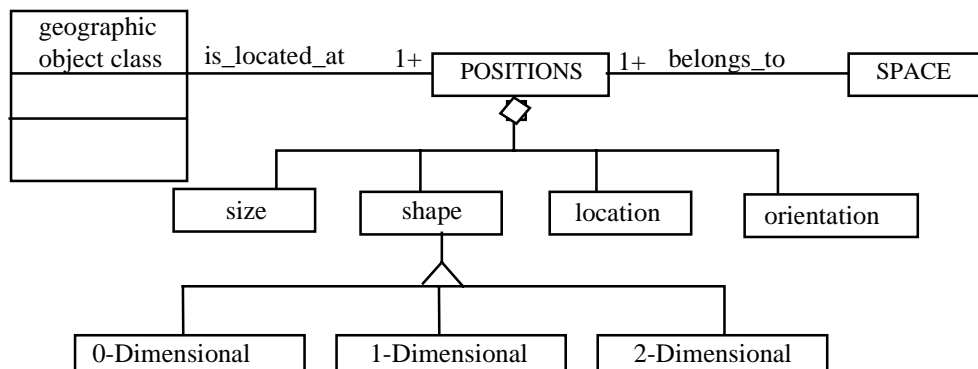 geographic
object class
is_located_at
1+
POSITIONS
1+
belongs_to
SPACE
size
shape
location
orientation
0-Dimensional
1-Dimensional
2-Dimensional